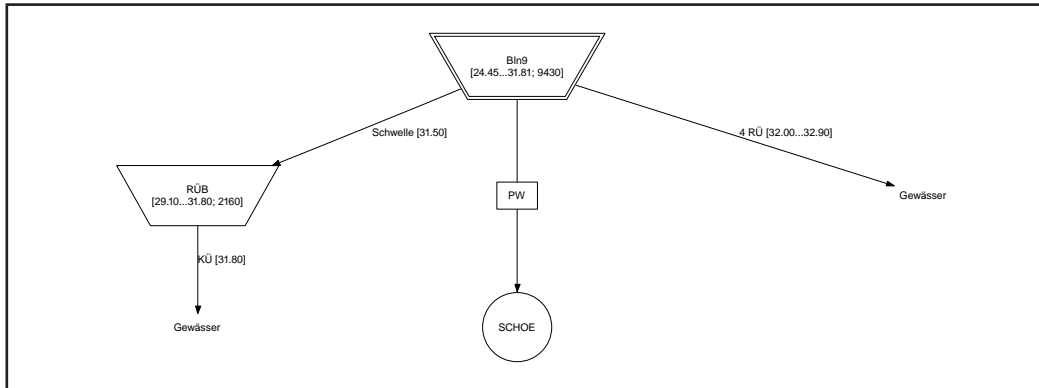 Bln9
[24.45...31.81; 9430]
Schwelle [31.50]
4 RÜ [32.00...32.90]
RÜB
[29.10...31.80; 2160]
PW
Gewässer
KÜ [31.80]
Gewässer
SCHOE